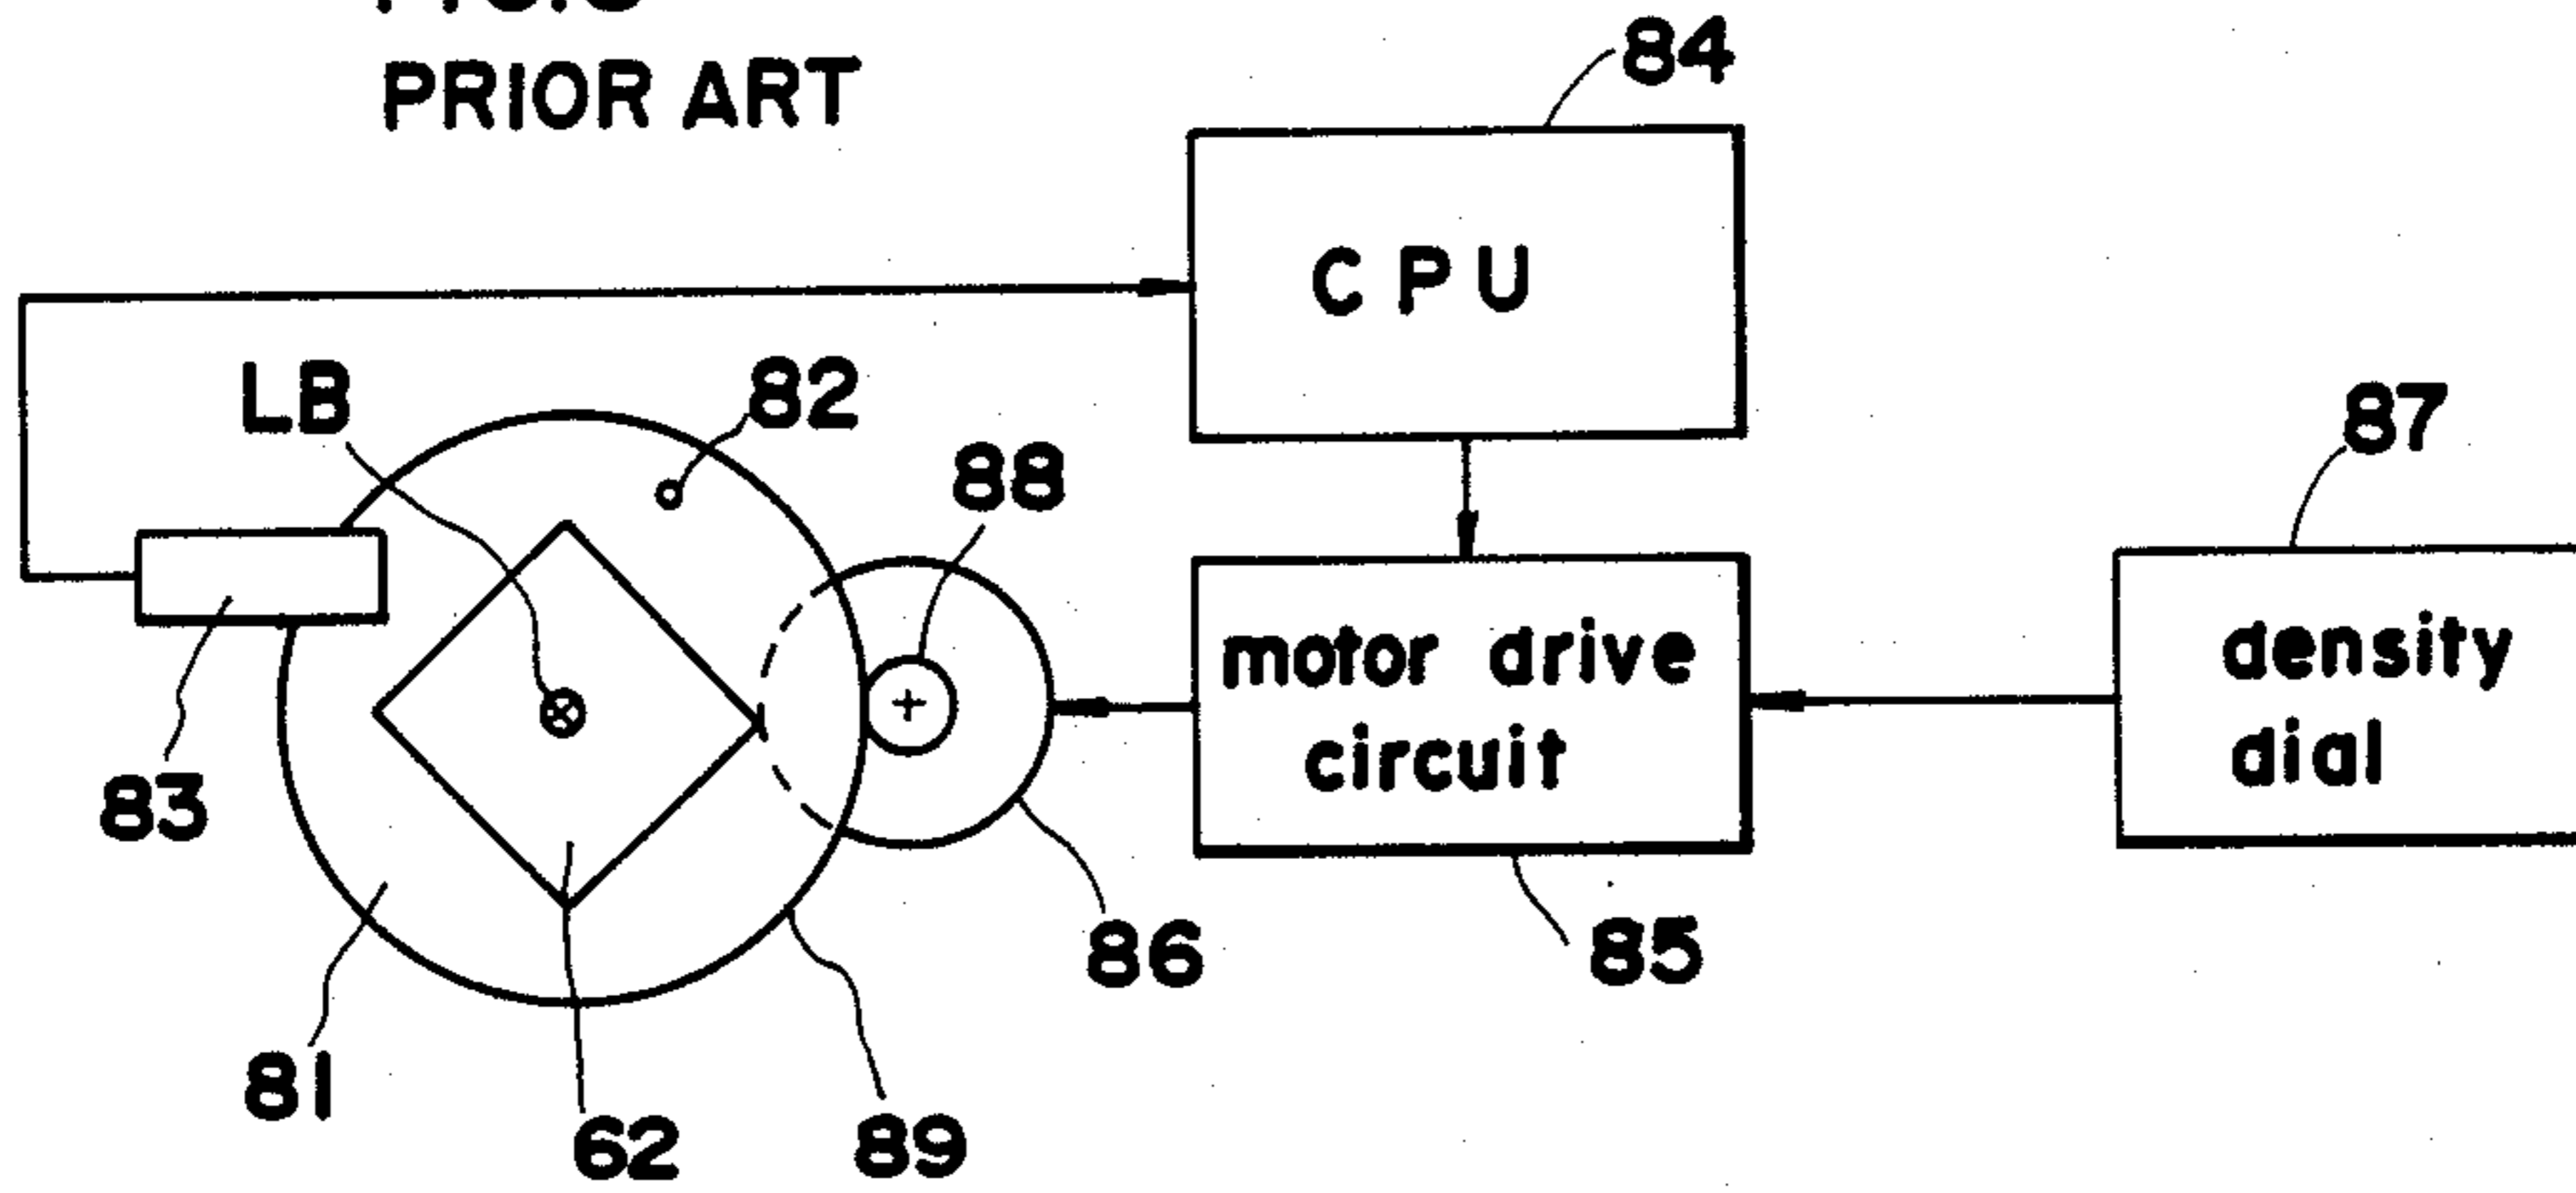 PRIOR ART
84
CPU
LB
82
88
87
motor drive
circuit
density
dial
83
86
85
81
62
89